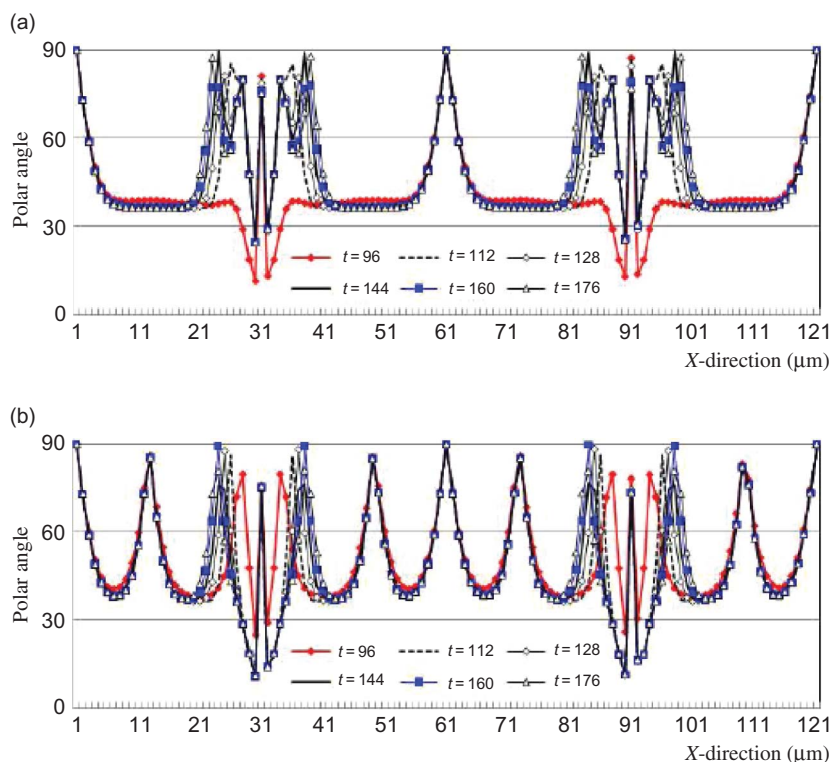 (a)
90
60
30
0
Polar angle
t = 96 t = 112 t = 128
t = 144 t = 160 t = 176
1 11 21 31 41 51 61 71 81 91 101 111 121
X-direction (μm)
(b)
90
60
30
0
Polar angle
t = 96 t = 112 t = 128
t = 144 t = 160 t = 176
1 11 21 31 41 51 61 71 81 91 101 111 121
X-direction (μm)